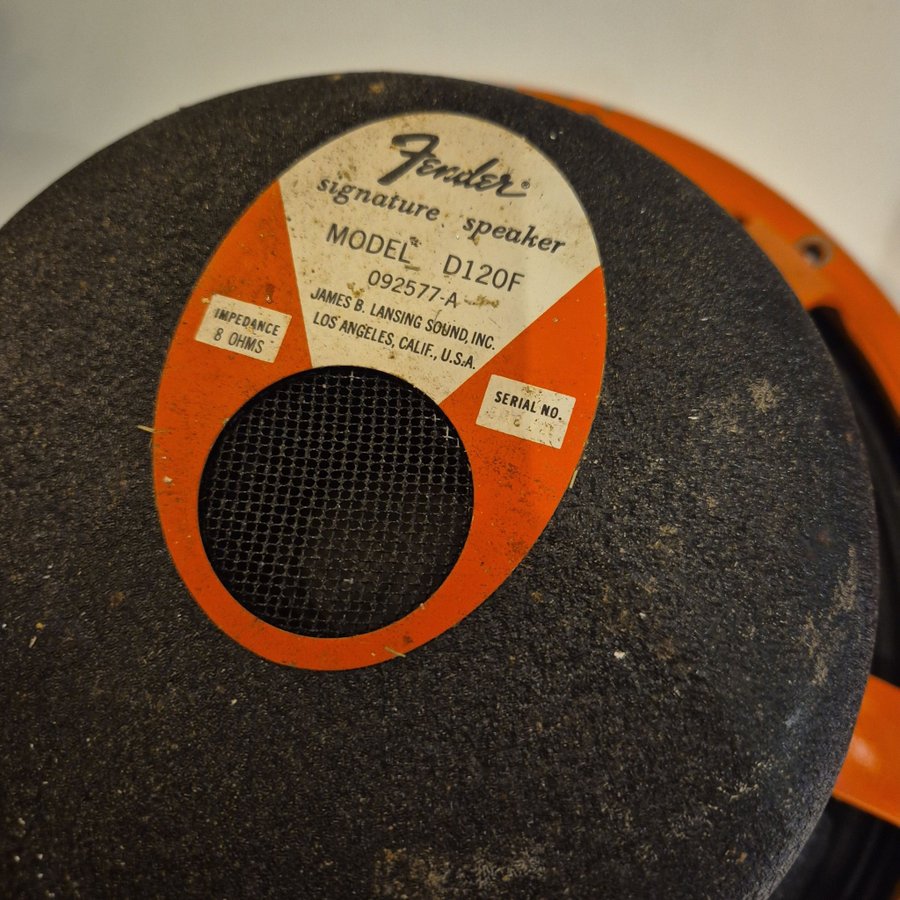 Fender®
signature speaker
MODEL D120F
092577-A
JAMES B. LANSING SOUND, INC.
LOS ANGELES, CALIF., U.S.A.
IMPEDANCE
8 OHMS
SERIAL NO.